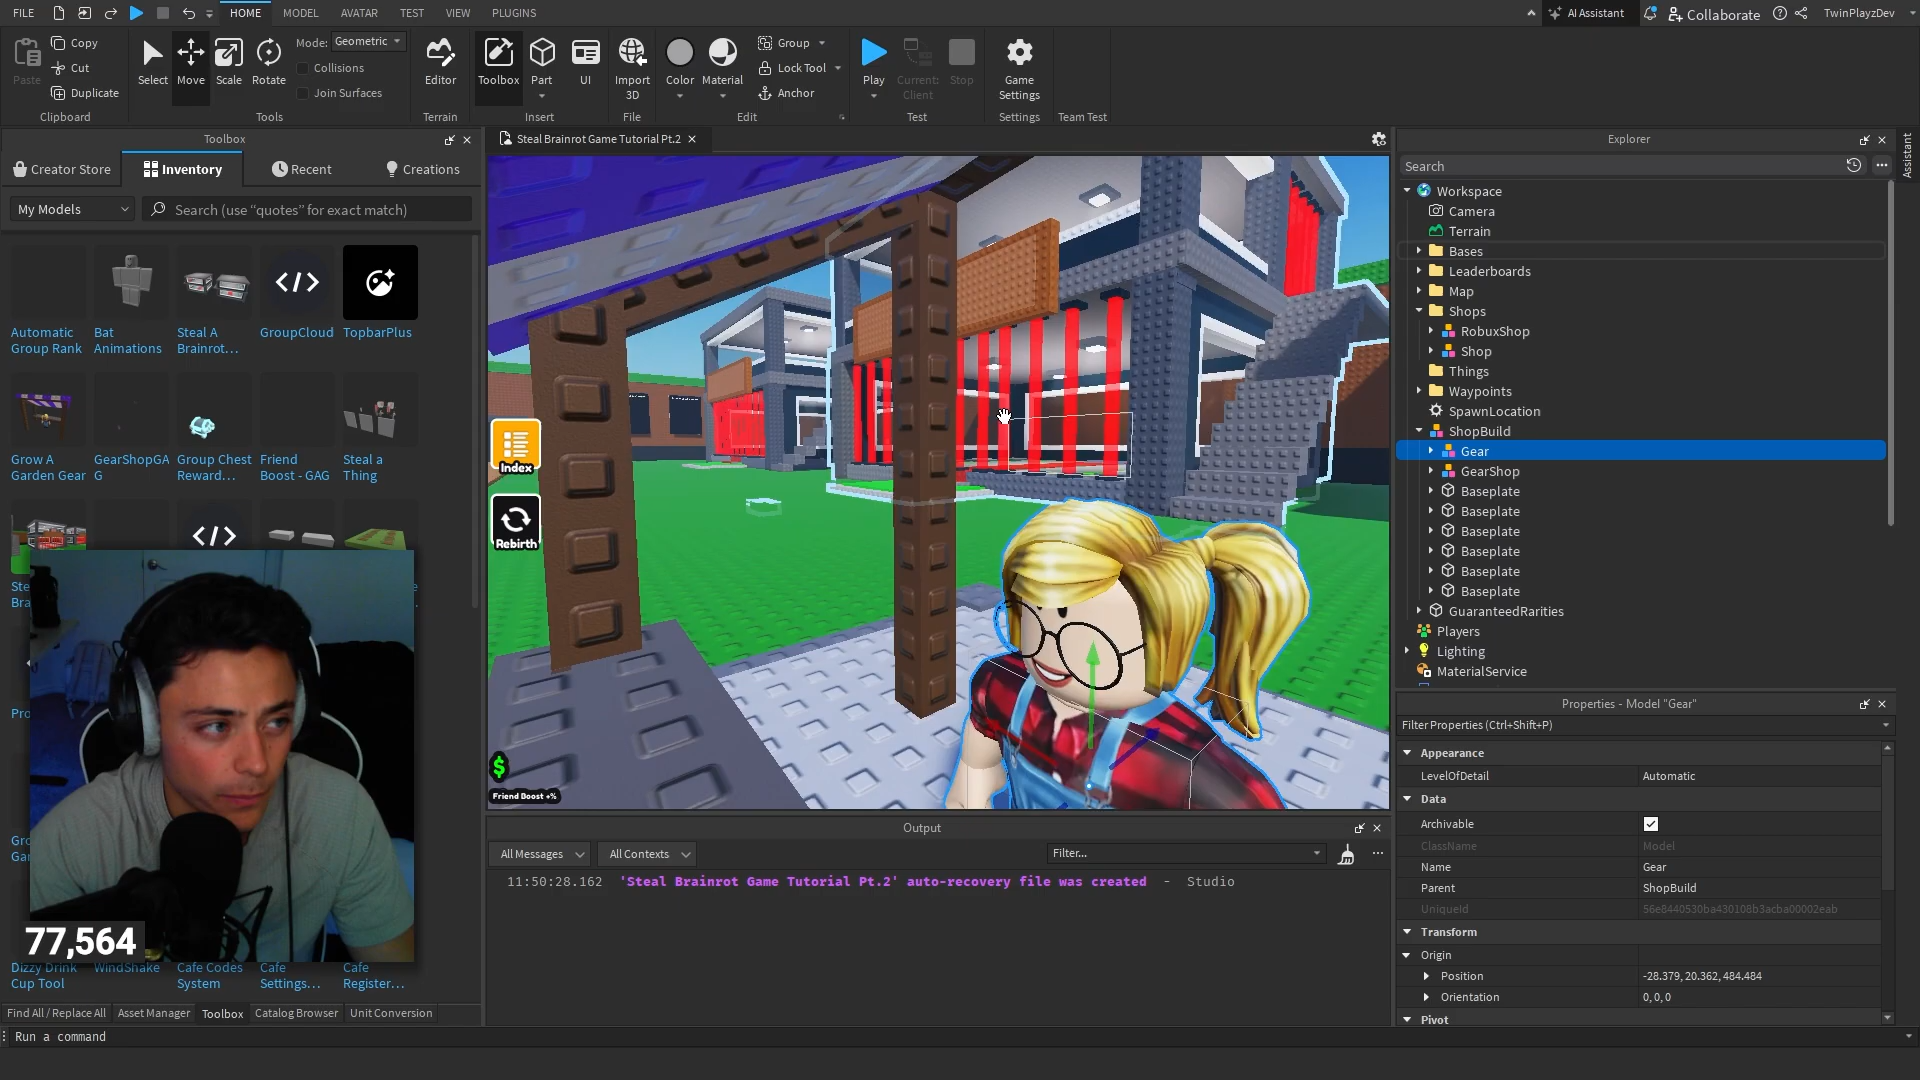 FILE
HOME
MODEL
AVATAR
TEST
VIEW
PLUGINS
AI Assistant
Collaborate
TwinPlayzDev
Paste
Copy
Cut
Duplicate
Clipboard
Select
Move
Scale
Rotate
Mode:
Geometric
Collisions
Join Surfaces
Tools
Editor
Terrain
Toolbox
Part
UI
Insert
Import
3D
File
Color
Material
Group
Lock Tool
Anchor
Edit
Play
Current:
Client
Stop
Test
Game
Settings
Settings
Team Test
Toolbox
Creator Store
Inventory
Recent
Creations
My Models
Search (use “quotes” for exact match)
Automatic
Group Rank
Bat
Animations
Steal A
Brainrot...
GroupCloud
TopbarPlus
Grow A
Garden Gear
GearShopGA
G
Group Chest
Reward...
Friend
Boost - GAG
Steal a
Thing
Ste
Bra
Pro
Gro
Gar
77,564
Dizzy Drink
Cup Tool
WindShake
Cafe Codes
System
Cafe
Settings...
Cafe
Register...
Find All / Replace All
Asset Manager
Toolbox
Catalog Browser
Unit Conversion
Run a command
Steal Brainrot Game Tutorial Pt.2
Index
Rebirth
$
Friend Boost +%
Output
All Messages
All Contexts
Filter...
11:50:28.162 'Steal Brainrot Game Tutorial Pt.2' auto-recovery file was created - Studio
Explorer
Assistant
Search
Workspace
Camera
Terrain
Bases
Leaderboards
Map
Shops
RobuxShop
Shop
Things
Waypoints
SpawnLocation
ShopBuild
Gear
GearShop
Baseplate
Baseplate
Baseplate
Baseplate
Baseplate
Baseplate
GuaranteedRarities
Players
Lighting
MaterialService
Properties - Model "Gear"
Filter Properties (Ctrl+Shift+P)
Appearance
LevelOfDetail Automatic
Data
Archivable
ClassName Model
Name Gear
Parent ShopBuild
UniqueId 56e8440530ba430108b3acba00002eab
Transform
Origin
Position -28.379, 20.362, 484.484
Orientation 0, 0, 0
Pivot